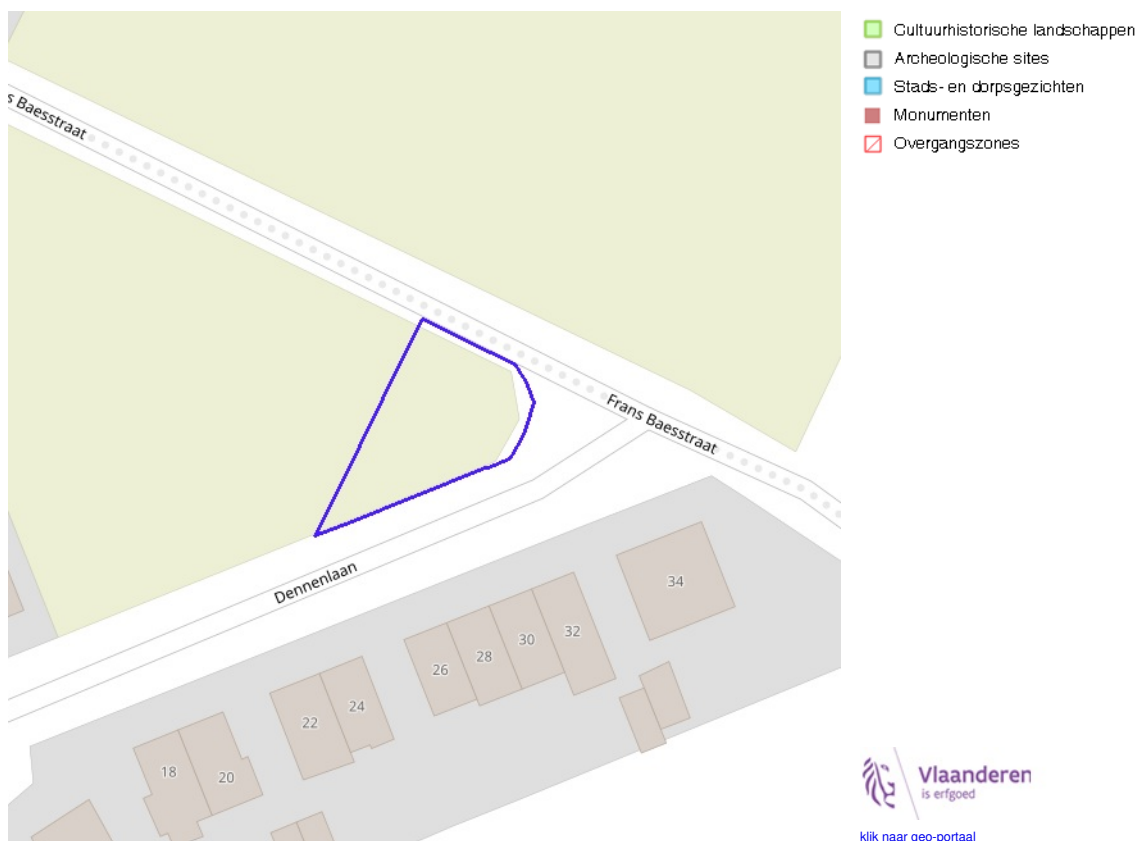 s Baesstraat
Frans Baesstraat
Dennenlaan
34
32
30
28
26
24
22
20
18
Cultuurhistorische landschappen
Archeologische sites
Stads- en dorpsgezichten
Monumenten
Overgangszones
Vlaanderen
is erfgoed
klik naar geo-portaal